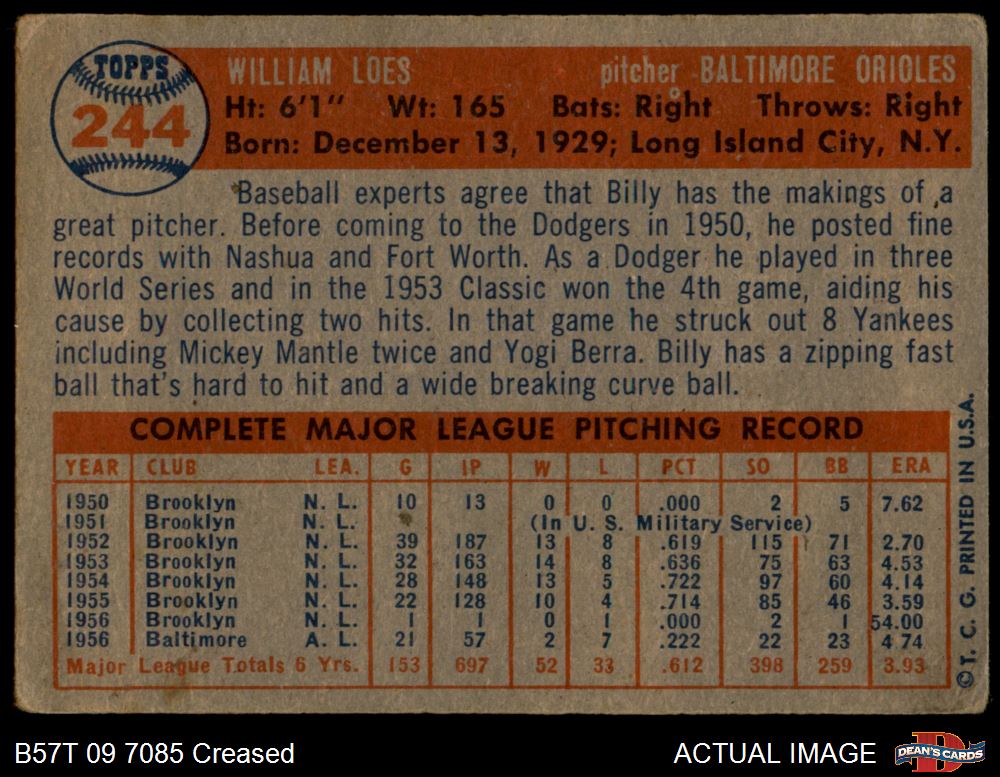 TOPPS
244
WILLIAM LOES pitcher BALTIMORE ORIOLES
Ht: 6'1" Wt: 165 Bats: Right Throws: Right
Born: December 13, 1929; Long Island City, N.Y.
Baseball experts agree that Billy has the makings of a
great pitcher. Before coming to the Dodgers in 1950, he posted fine
records with Nashua and Fort Worth. As a Dodger he played in three
World Series and in the 1953 Classic won the 4th game, aiding his
cause by collecting two hits. In that game he struck out 8 Yankees
including Mickey Mantle twice and Yogi Berra. Billy has a zipping fast
ball that's hard to hit and a wide breaking curve ball.
COMPLETE MAJOR LEAGUE PITCHING RECORD
YEAR CLUB LEA. G IP W L PCT SO BB ERA
1950 Brooklyn N. L. 10 13 0 0 .000 2 5 7.62
1951 Brooklyn N. L. (In U. S. Military Service)
1952 Brooklyn N. L. 39 187 13 8 .619 115 71 2.70
1953 Brooklyn N. L. 32 163 14 8 .636 75 63 4.53
1954 Brooklyn N. L. 28 148 13 5 .722 97 60 4.14
1955 Brooklyn N. L. 22 128 10 4 .714 85 46 3.59
1956 Brooklyn N. L. 1 1 0 1 .000 2 1 54.00
1956 Baltimore A. L. 21 57 2 7 .222 22 23 4.74
Major League Totals 6 Yrs. 153 697 52 33 .612 398 259 3.93
© T. C. G. PRINTED IN U.S.A.
B57T 09 7085 Creased ACTUAL IMAGE
DEAN'S CARDS